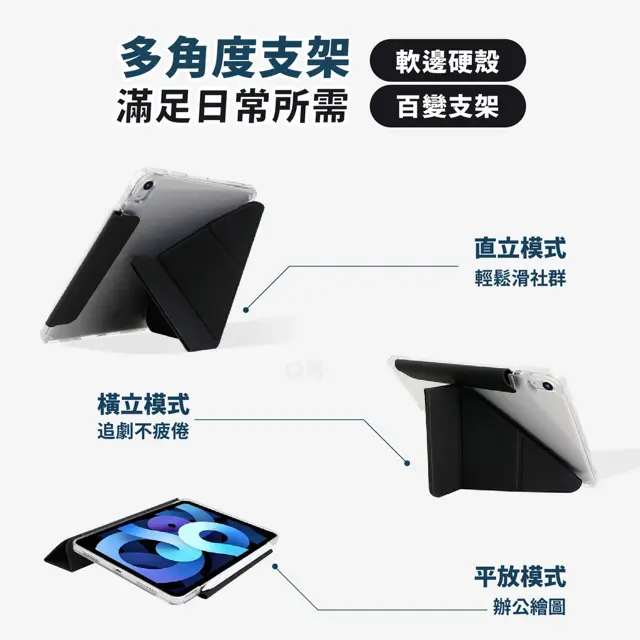 多角度支架
軟邊硬殼
滿足日常所需
百變支架
直立模式
輕鬆滑社群
橫立模式
追劇不疲倦
平放模式
辦公繪圖